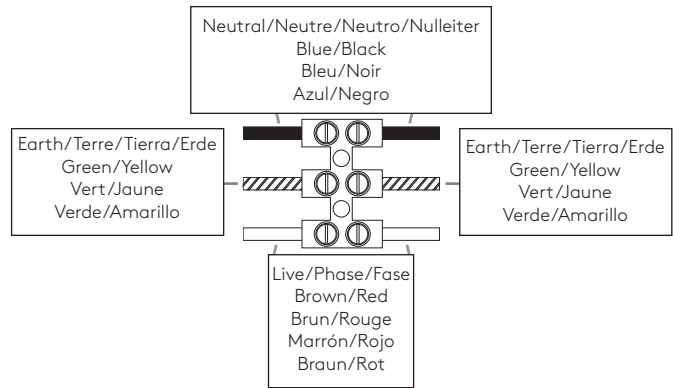 Neutral/Neutre/Neutro/Nulleiter
Blue/Black
Bleu/Noir
Azul/Negro
Earth/Terre/Tierra/Erde
Green/Yellow
Vert/Jaune
Verde/Amarillo
Earth/Terre/Tierra/Erde
Green/Yellow
Vert/Jaune
Verde/Amarillo
Live/Phase/Fase
Brown/Red
Brun/Rouge
Marrón/Rojo
Braun/Rot